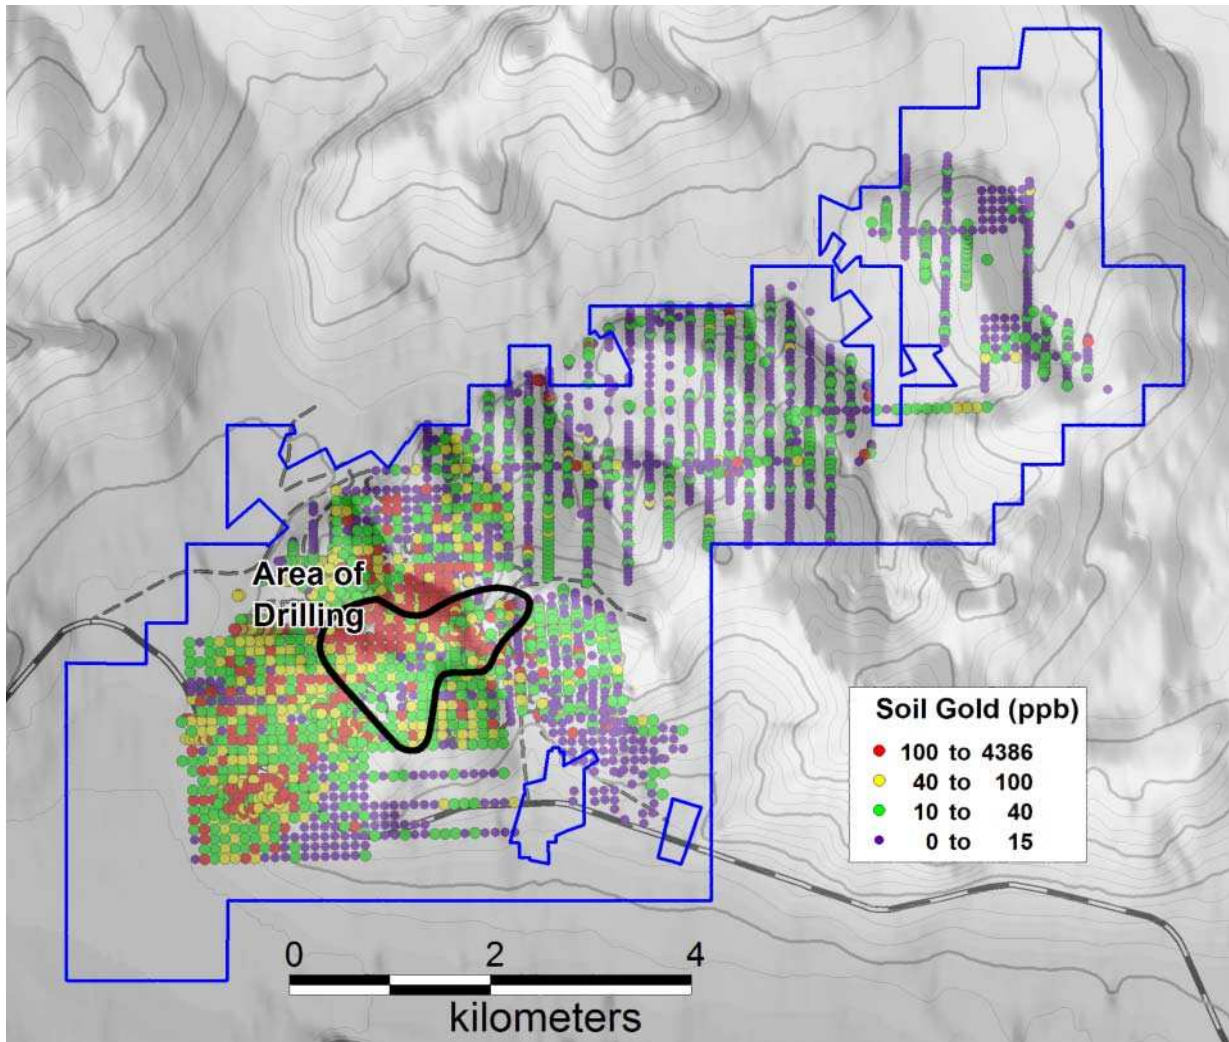 Area of
Drilling
Soil Gold (ppb)
100 to 4386
40 to 100
10 to 40
0 to 15
0 2 4
kilometers